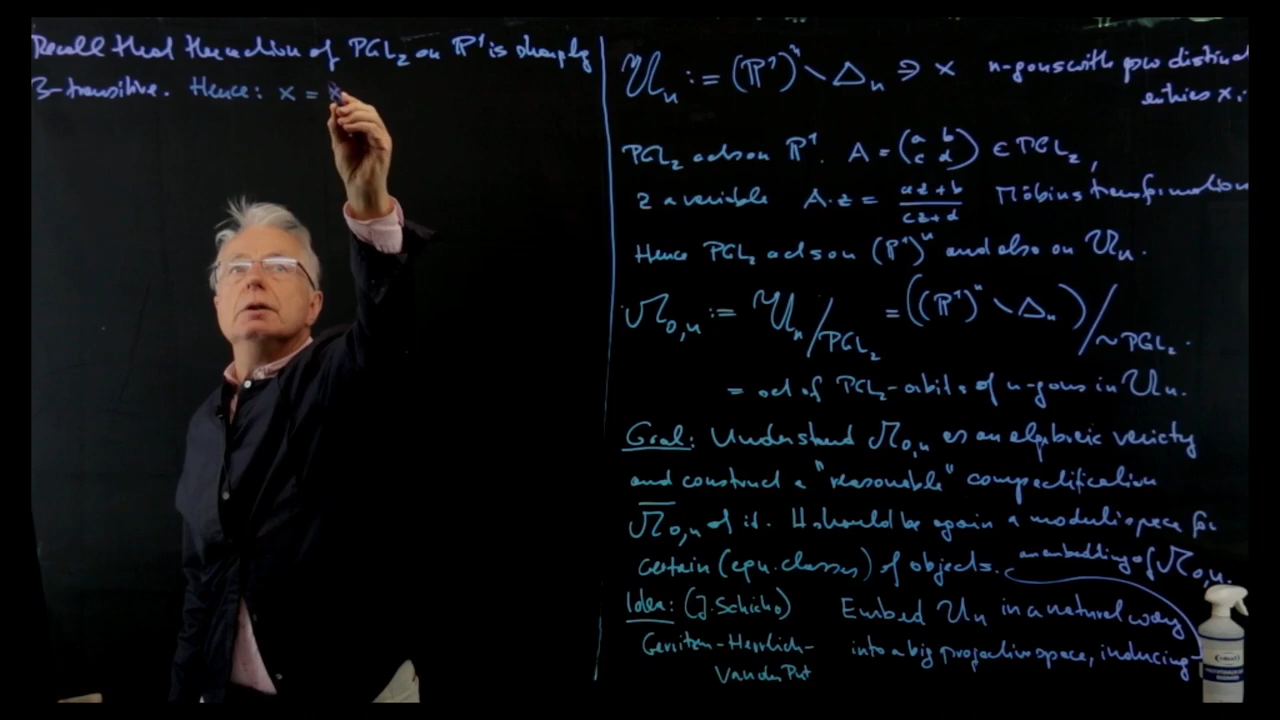 Recall that the action of PGL₂ on ℙ¹ is sharply
3-transitive. Hence: x = x
𝒰ₙ := (ℙ¹)ⁿ \ Δₙ ∋ x n-gons with pw distinct
entries xᵢ
PGL₂ acts on ℙ¹. A = (a b c d) ∈ PGL₂,
z a variable A·z = (az+b)/(cz+d) Möbius transformation
Hence PGL₂ acts on (ℙ¹)ⁿ and also on 𝒰ₙ.
ℳ₀,ₙ := 𝒰ₙ/PGL₂ = ((ℙ¹)ⁿ \ Δₙ)/∼PGL₂.
= set of PGL₂-orbits of n-gons in 𝒰ₙ.
Goal: Understand ℳ₀,ₙ as an algebraic variety
and construct a "reasonable" compactification
ℳ̅₀,ₙ of it. It should be again a moduli space for
certain (equ. classes) of objects. an embedding of ℳ₀,ₙ.
Idea: (J. Schicho) Embed 𝒰ₙ in a natural way
Gerritzen-Herrlich- into a big projective space, inducing
Van der Put